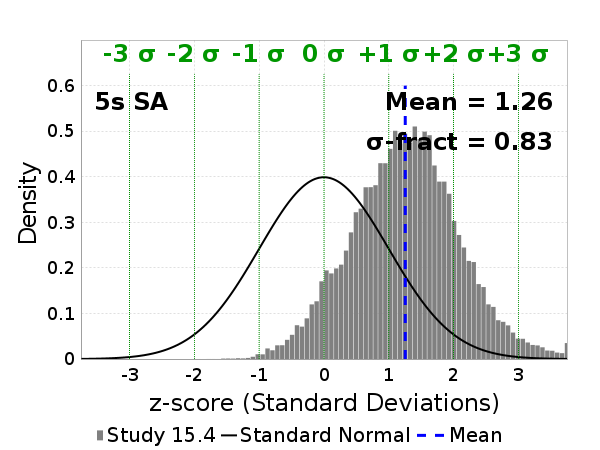 -3 σ -2 σ -1 σ 0 σ +1 σ +2 σ +3 σ
0.6
5s SA
Mean = 1.26
0.5
σ-fract = 0.83
0.4
0.3
0.2
0.1
0
Density
-3 -2 -1 0 1 2 3
z-score (Standard Deviations)
Study 15.4 Standard Normal Mean